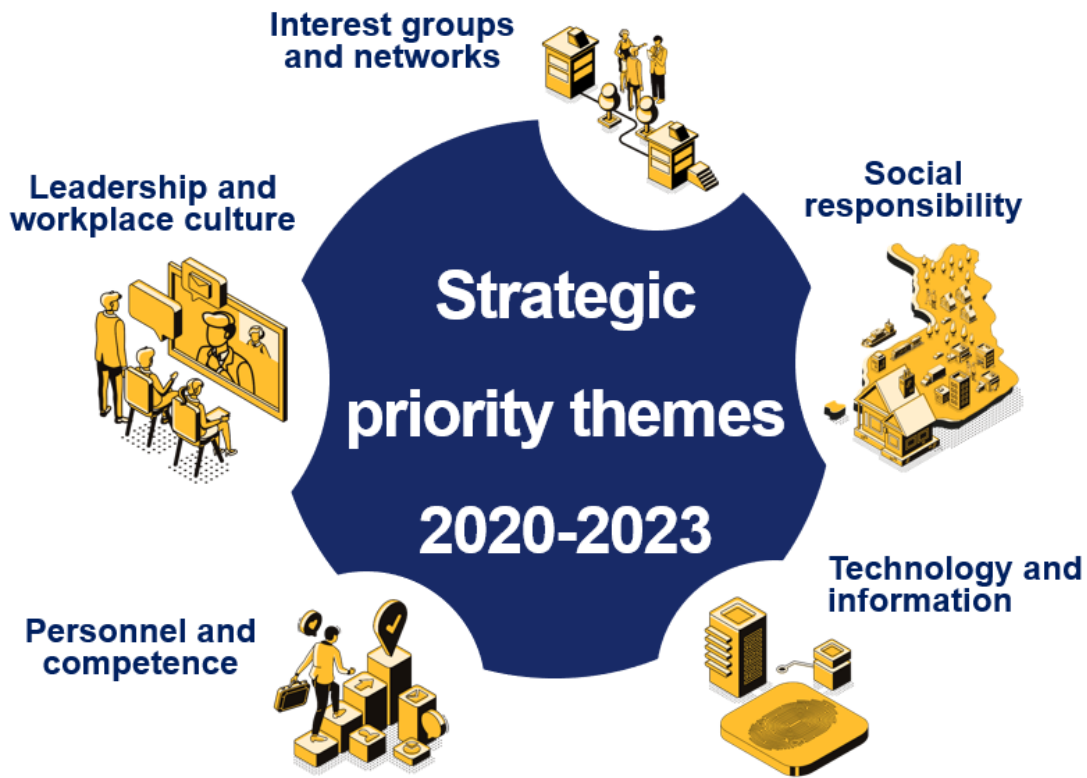 Interest groups
and networks
Leadership and
workplace culture
Social
responsibility
Strategic
priority themes
2020-2023
Technology and
information
Personnel and
competence